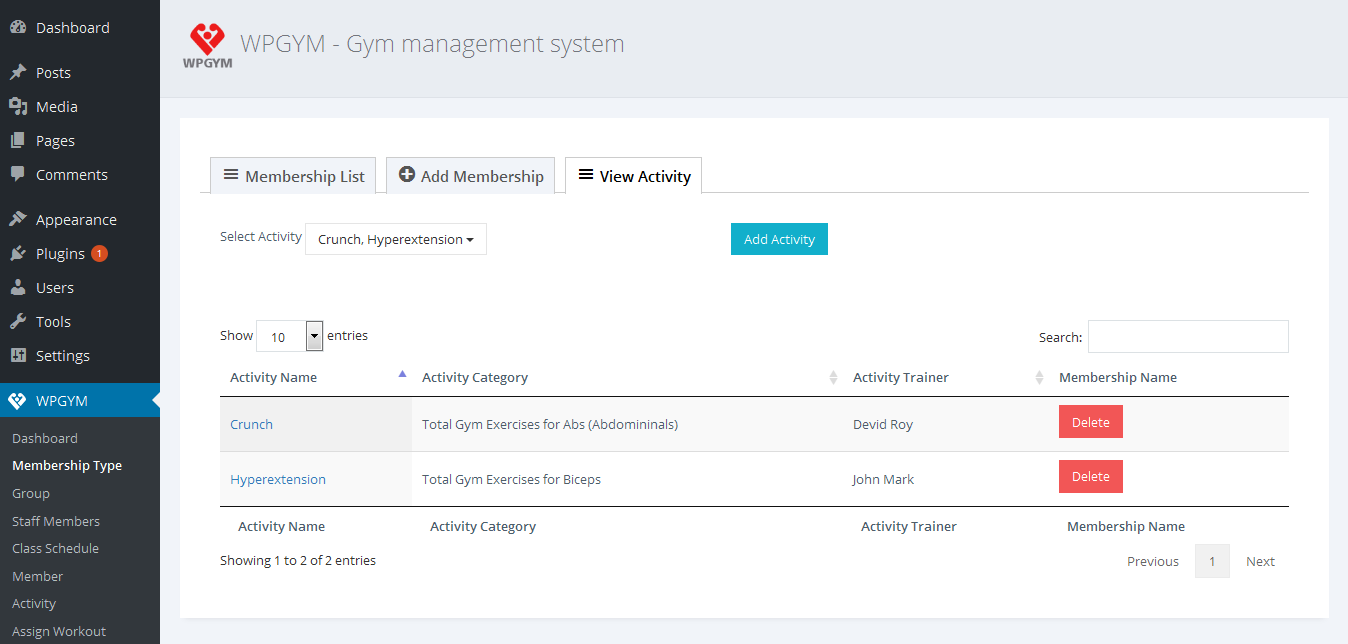 Dashboard
Posts
Media
Pages
Comments
Appearance
Plugins 1
Users
Tools
Settings
WPGYM
Dashboard
Membership Type
Group
Staff Members
Class Schedule
Member
Activity
Assign Workout
WPGYM
WPGYM - Gym management system
Membership List Add Membership View Activity
Select Activity Crunch, Hyperextension Add Activity
Show 10 entries Search:
Activity Name Activity Category Activity Trainer Membership Name
Crunch Total Gym Exercises for Abs (Abdomininals) Devid Roy Delete
Hyperextension Total Gym Exercises for Biceps John Mark Delete
Activity Name Activity Category Activity Trainer Membership Name
Showing 1 to 2 of 2 entries Previous 1 Next